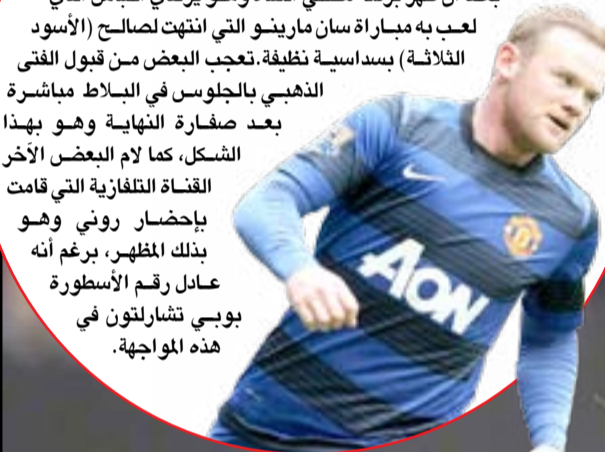 لعب به مباراة سان مارينو التي انتهت لصالح (الأسود
الثلاثة) بسداسية نظيفة.تعجب البعض من قبول الفتى
الذهبي بالجلوس في البلاط مباشرة
بعد صفارة النهاية وهو بهذا
الشكل، كما لام البعض الآخر
القناة التلفازية التي قامت
بإحضار روني وهو
بذلك المظهر، برغم أنه
عادل رقم الأسطورة
بوبي تشارلتون في
هذه المواجهة.
AON